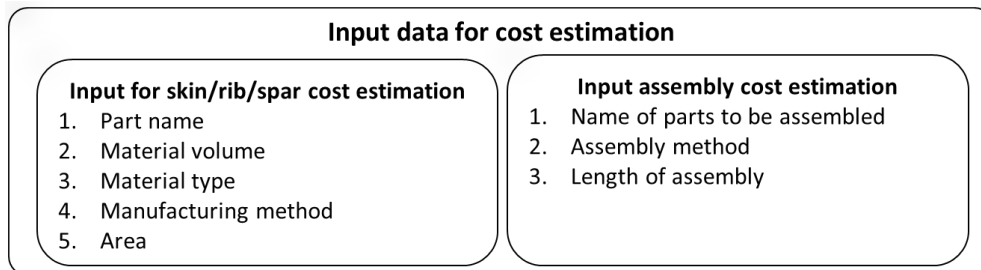 Input data for cost estimation
Input for skin/rib/spar cost estimation
1. Part name
2. Material volume
3. Material type
4. Manufacturing method
5. Area
Input assembly cost estimation
1. Name of parts to be assembled
2. Assembly method
3. Length of assembly